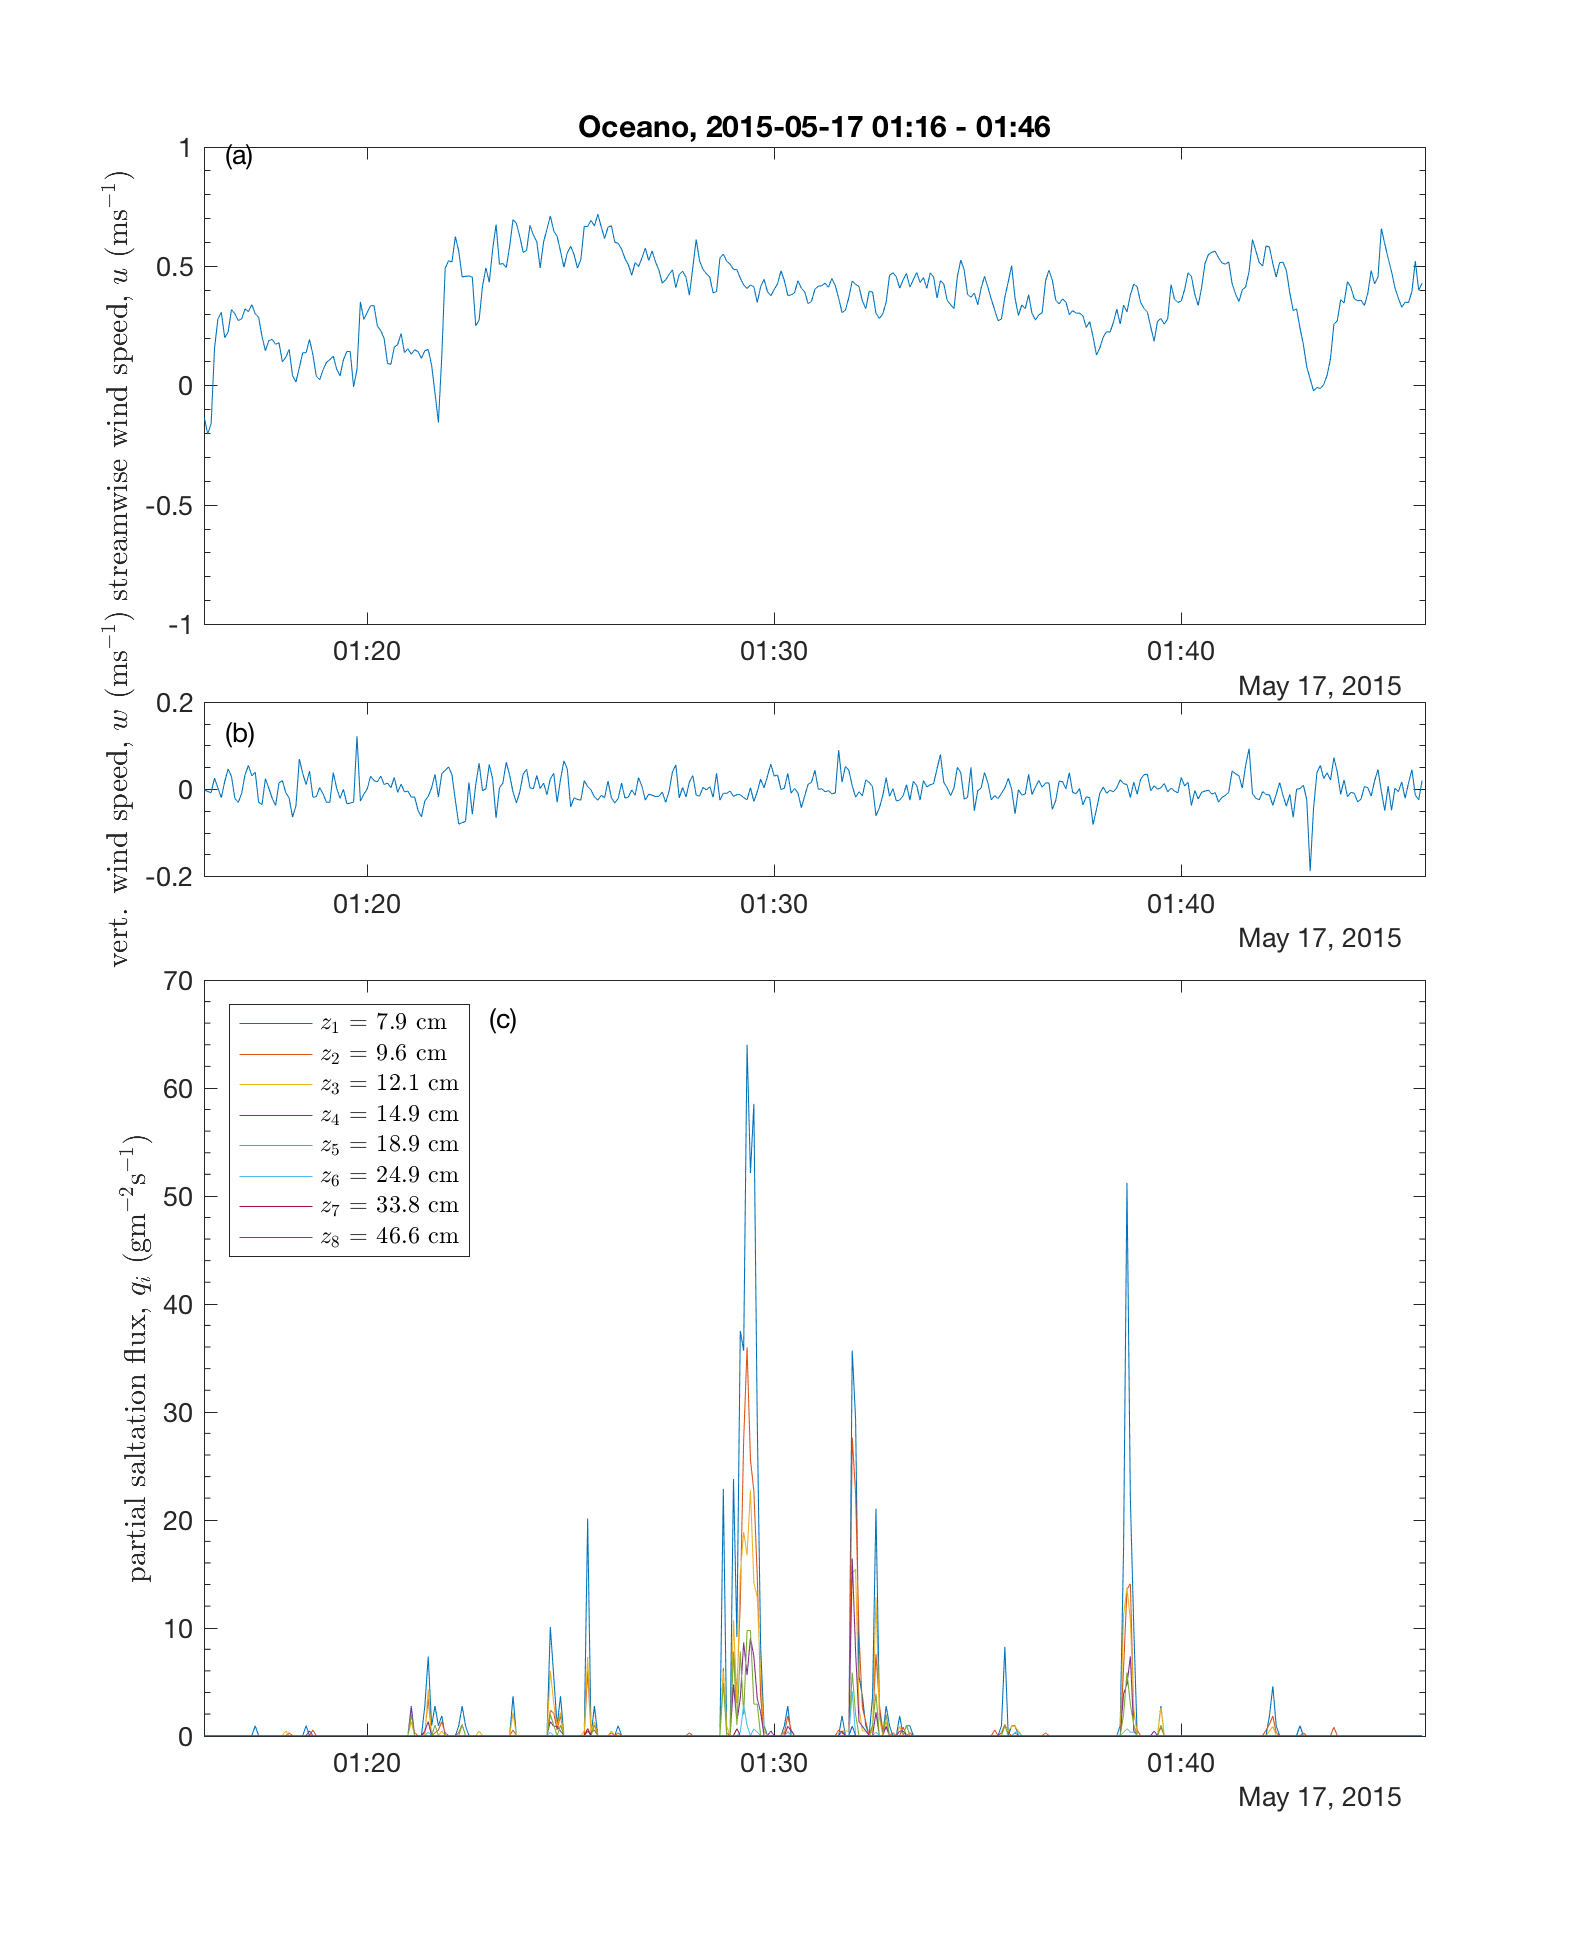 Oceano, 2015-05-17 01:16 - 01:46
(a)
streamwise wind speed, u (ms⁻¹)
1
0.5
0
-0.5
-1
01:20 01:30 01:40
May 17, 2015
(b)
vert. wind speed, w (ms⁻¹)
0.2
0
-0.2
01:20 01:30 01:40
May 17, 2015
(c)
partial saltation flux, qᵢ (gm⁻²s⁻¹)
70
60
50
40
30
20
10
0
z₁ = 7.9 cm
z₂ = 9.6 cm
z₃ = 12.1 cm
z₄ = 14.9 cm
z₅ = 18.9 cm
z₆ = 24.9 cm
z₇ = 33.8 cm
z₈ = 46.6 cm
01:20 01:30 01:40
May 17, 2015